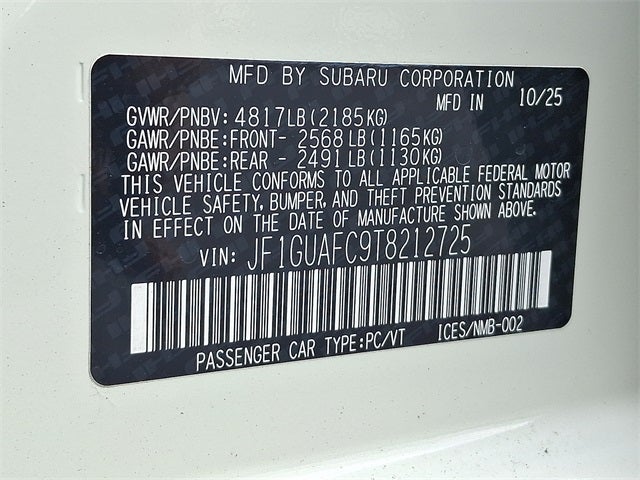 MFD BY SUBARU CORPORATION
MFD IN 10/25
GVWR/PNBV: 4817LB(2185KG)
GAWR/PNBE:FRONT- 2568LB(1165KG)
GAWR/PNBE:REAR - 2491LB(1130KG)
THIS VEHICLE CONFORMS TO ALL APPLICABLE FEDERAL MOTOR
VEHICLE SAFETY, BUMPER, AND THEFT PREVENTION STANDARDS
IN EFFECT ON THE DATE OF MANUFACTURE SHOWN ABOVE.
VIN: JF1GUAFC9T8212725
PASSENGER CAR TYPE:PC/VT ICES/NMB-002